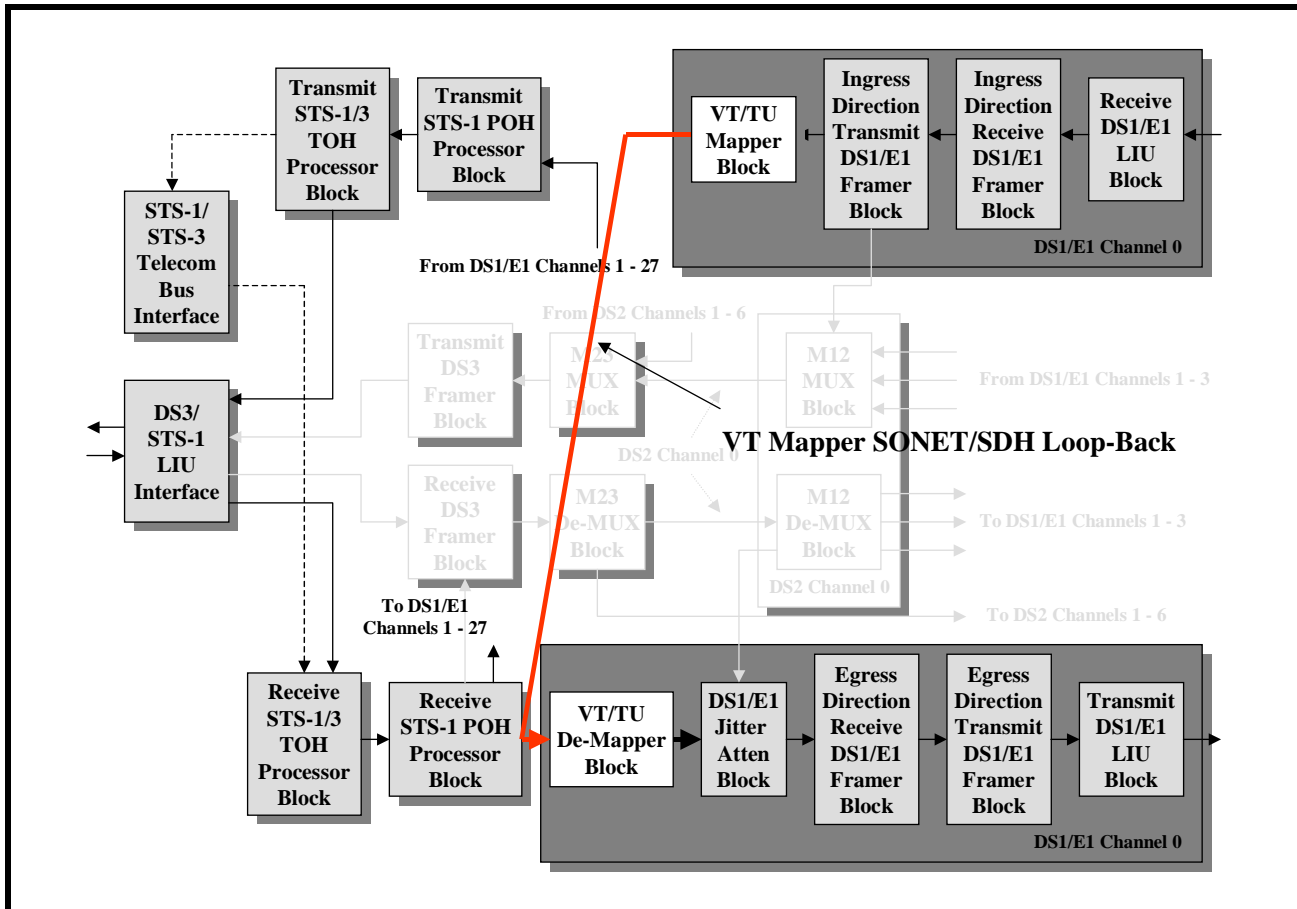 Transmit
STS-1/3
TOH
Processor
Block
Transmit
STS-1 POH
Processor
Block
VT/TU
Mapper
Block
Ingress
Direction
Transmit
DS1/E1
Framer
Block
Ingress
Direction
Receive
DS1/E1
Framer
Block
Receive
DS1/E1
LIU
Block
DS1/E1 Channel 0
STS-1/
STS-3
Telecom
Bus
Interface
From DS1/E1 Channels 1 - 27
From DS2 Channels 1 - 6
Transmit
DS3
Framer
Block
M23
MUX
Block
M12
MUX
Block
From DS1/E1 Channels 1 - 3
DS3/
STS-1
LIU
Interface
VT Mapper SONET/SDH Loop-Back
DS2 Channel 0
Receive
DS3
Framer
Block
M23
De-MUX
Block
M12
De-MUX
Block
DS2 Channel 0
To DS1/E1 Channels 1 - 3
To DS2 Channels 1 - 6
To DS1/E1
Channels 1 - 27
Receive
STS-1/3
TOH
Processor
Block
Receive
STS-1 POH
Processor
Block
VT/TU
De-Mapper
Block
DS1/E1
Jitter
Atten
Block
Egress
Direction
Receive
DS1/E1
Framer
Block
Egress
Direction
Transmit
DS1/E1
Framer
Block
Transmit
DS1/E1
LIU
Block
DS1/E1 Channel 0